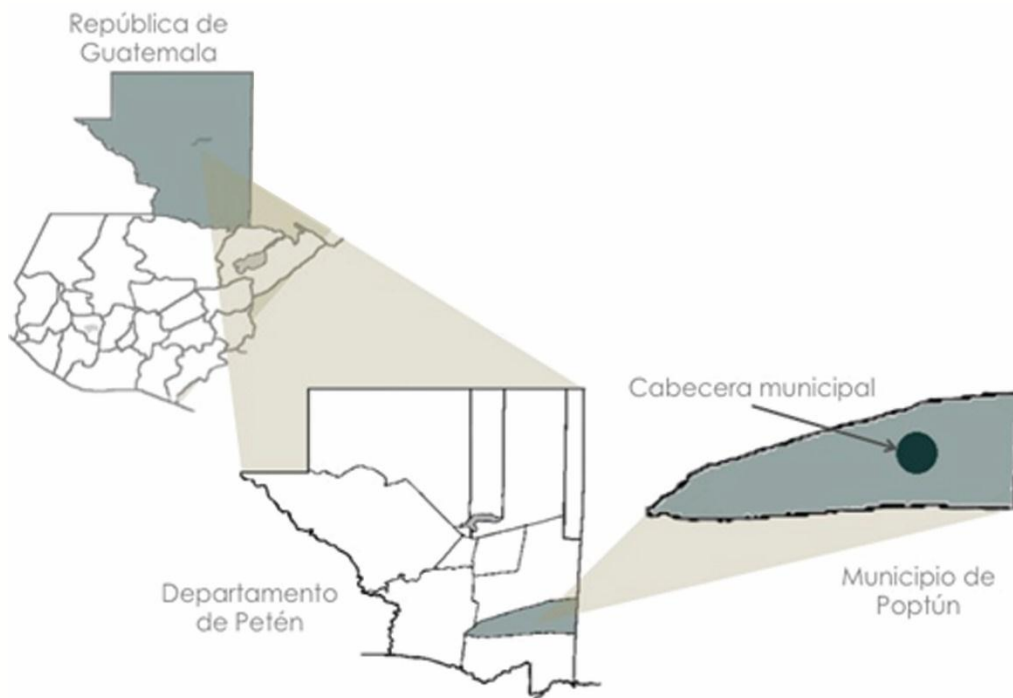 República de
Guatemala
Cabecera municipal
Departamento
de Petén
Municipio de
Poptún